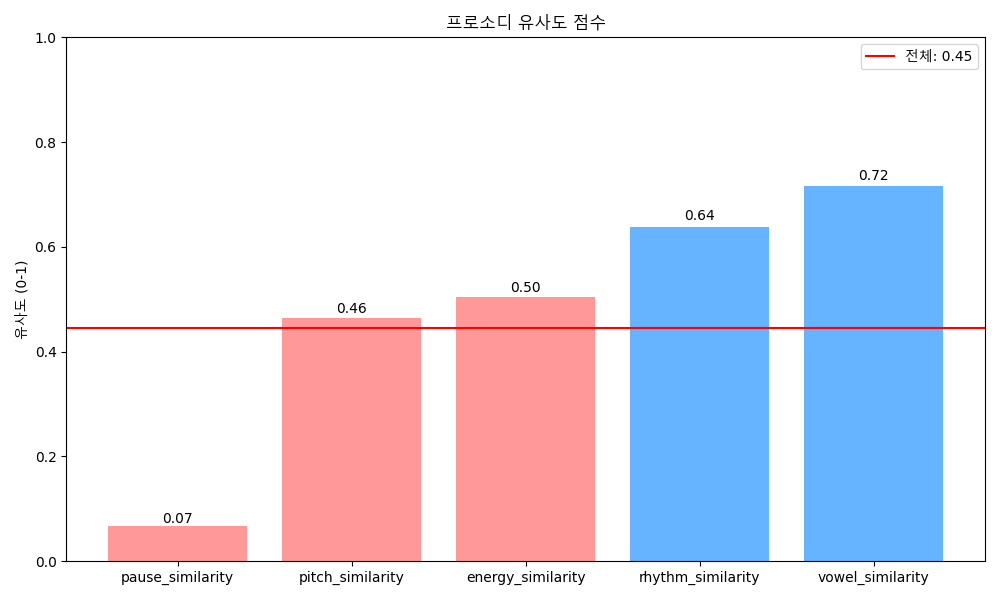 프로소디 유사도 점수
전체: 0.45
유사도 (0-1)
1.0
0.8
0.6
0.4
0.2
0.0
0.07
0.46
0.50
0.64
0.72
pause_similarity
pitch_similarity
energy_similarity
rhythm_similarity
vowel_similarity